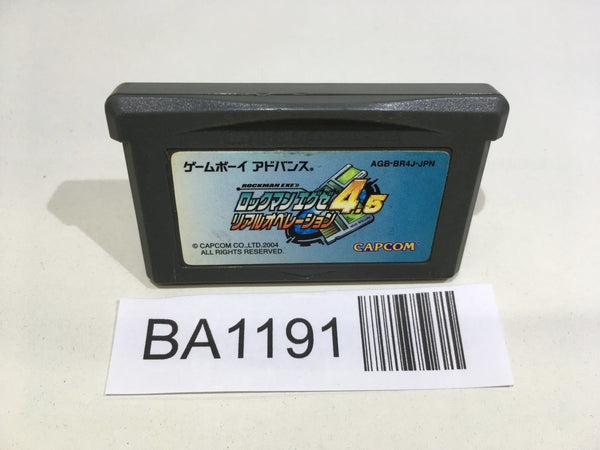 ゲームボーイ アドバンス®
AGB-BR4J-JPN
ROCKMAN EXE
ロックマンエグゼ 4.5
リアルオペレーション
© CAPCOM CO.,LTD.2004
ALL RIGHTS RESERVED.
CAPCOM
BA1191